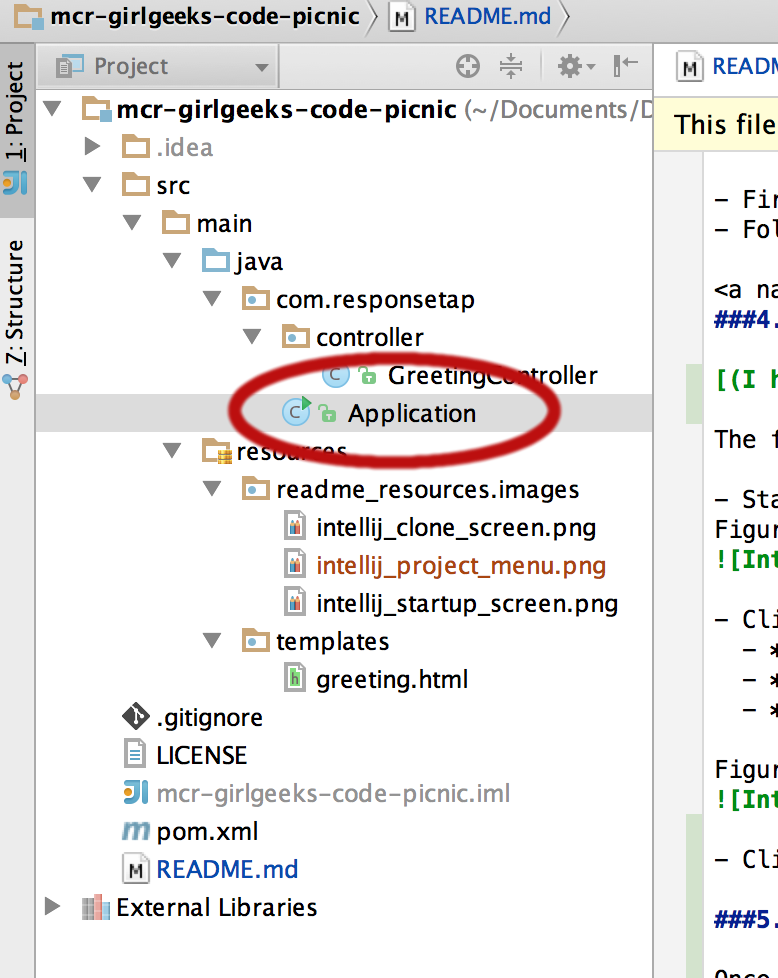 mcr-girlgeeks-code-picnic README.md
1: Project
Z: Structure
Project
mcr-girlgeeks-code-picnic (~/Documents/D
.idea
src
main
java
com.responsetap
controller
GreetingController
Application
resources
readme_resources.images
intellij_clone_screen.png
intellij_project_menu.png
intellij_startup_screen.png
templates
greeting.html
.gitignore
LICENSE
mcr-girlgeeks-code-picnic.iml
pom.xml
README.md
External Libraries
READM
This file
- Fir
- Fol
<a na
###4.
[(I h
The f
- Sta
Figur
![Int
- Cli
- *
- *
- *
Figur
![Int
- Cli
###5.
Once